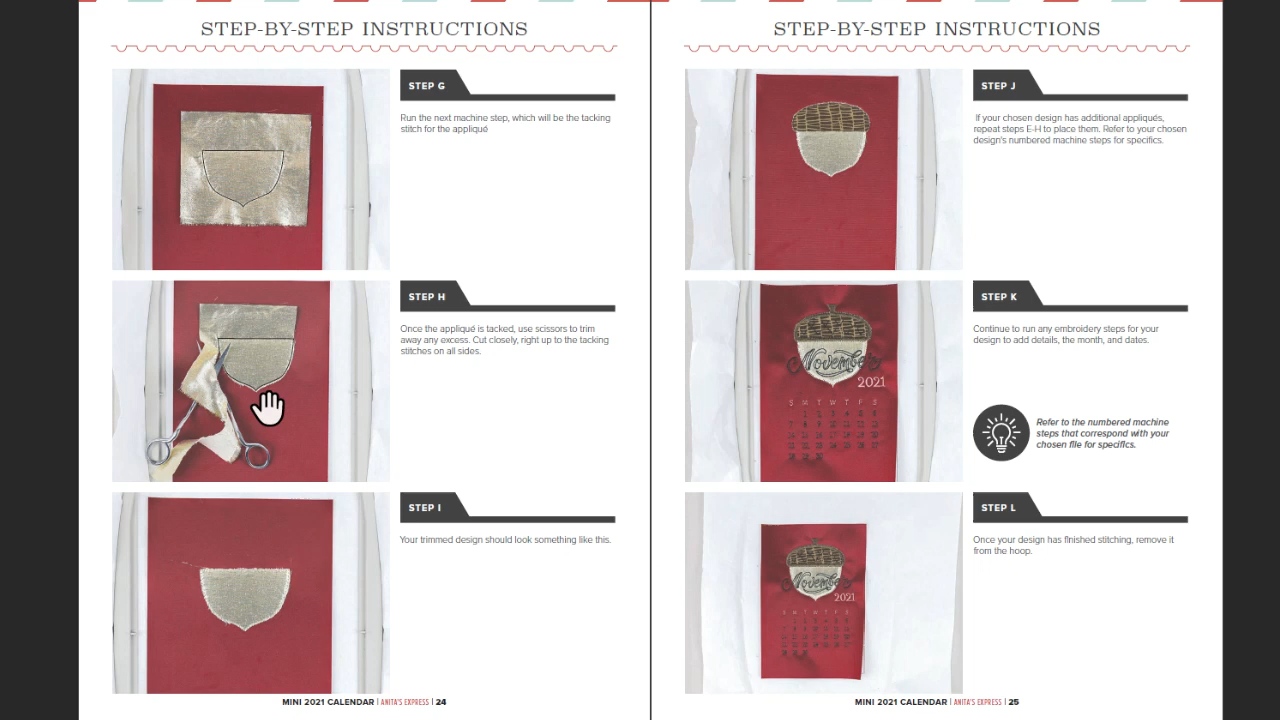 STEP-BY-STEP INSTRUCTIONS
STEP G
Run the next machine step, which will be the tacking
stitch for the appliqué
STEP H
Once the appliqué is tacked, use scissors to trim
away any excess. Cut closely, right up to the tacking
stitches on all sides.
STEP I
Your trimmed design should look something like this.
MINI 2021 CALENDAR | ANITA'S EXPRESS | 24
STEP-BY-STEP INSTRUCTIONS
STEP J
If your chosen design has additional appliqués,
repeat steps E-H to place them. Refer to your chosen
design's numbered machine steps for specifics.
November
2021
S M T W T F S
STEP K
Continue to run any embroidery steps for your
design to add details, the month, and dates.
Refer to the numbered machine
steps that correspond with your
chosen file for specifics.
November
2021
S M T W T F S
STEP L
Once your design has finished stitching, remove it
from the hoop.
MINI 2021 CALENDAR | ANITA'S EXPRESS | 25